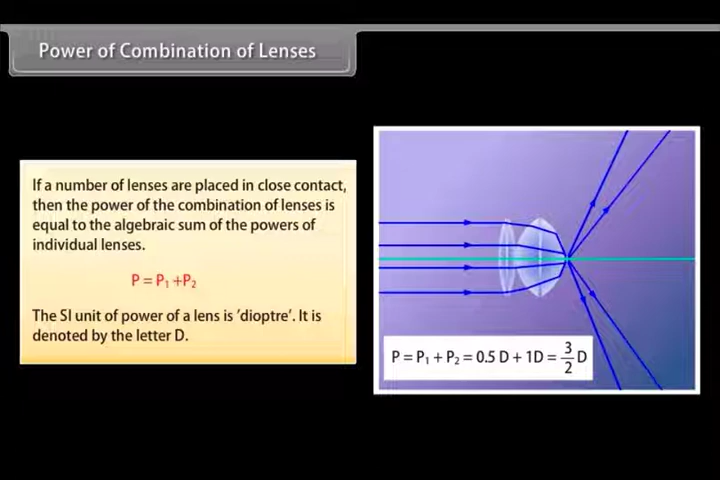 Power of Combination of Lenses
If a number of lenses are placed in close contact,
then the power of the combination of lenses is
equal to the algebraic sum of the powers of
individual lenses.
P = P₁ +P₂
The SI unit of power of a lens is ‘dioptre’. It is
denoted by the letter D.
P = P₁ + P₂ = 0.5 D + 1D = 3/2 D